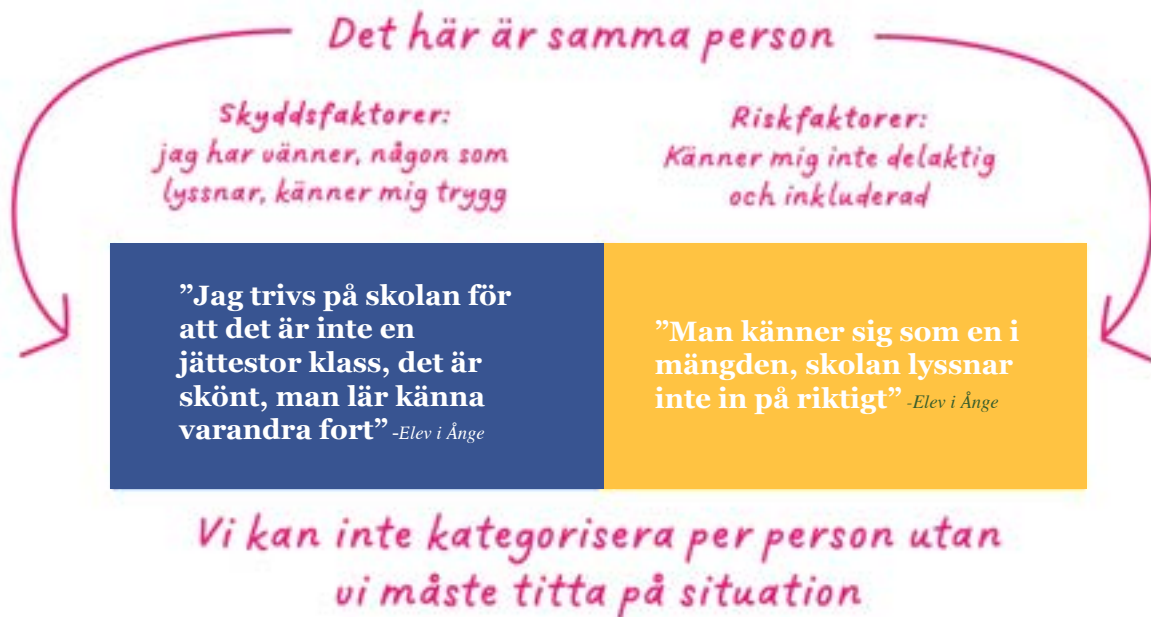 Det här är samma person
Skyddsfaktorer:
jag har vänner, någon som
lyssnar, känner mig trygg
Riskfaktorer:
Känner mig inte delaktig
och inkluderad
”Jag trivs på skolan för
att det är inte en
jättestor klass, det är
skönt, man lär känna
varandra fort” -Elev i Ånge
”Man känner sig som en i
mängden, skolan lyssnar
inte in på riktigt” -Elev i Ånge
Vi kan inte kategorisera per person utan
vi måste titta på situation